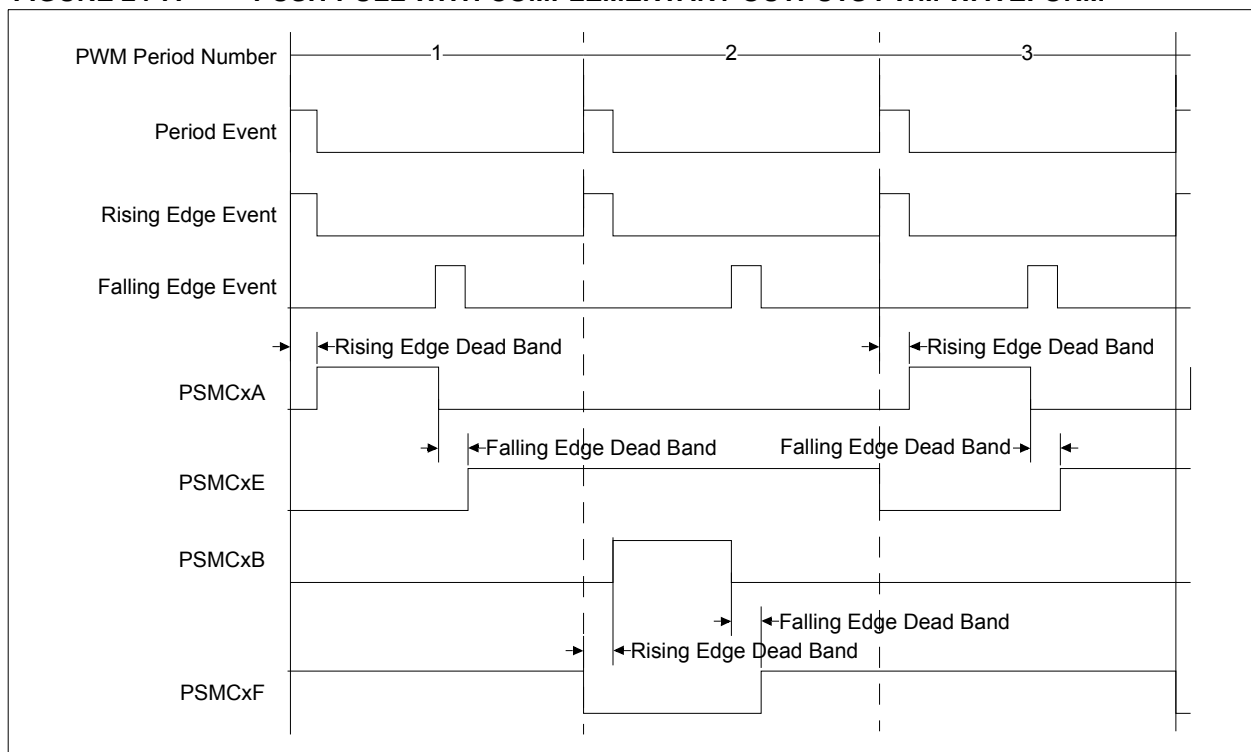 PWM Period Number
1
2
3
Period Event
Rising Edge Event
Falling Edge Event
Rising Edge Dead Band
Rising Edge Dead Band
PSMCxA
Falling Edge Dead Band
Falling Edge Dead Band
PSMCxE
PSMCxB
Falling Edge Dead Band
Rising Edge Dead Band
PSMCxF